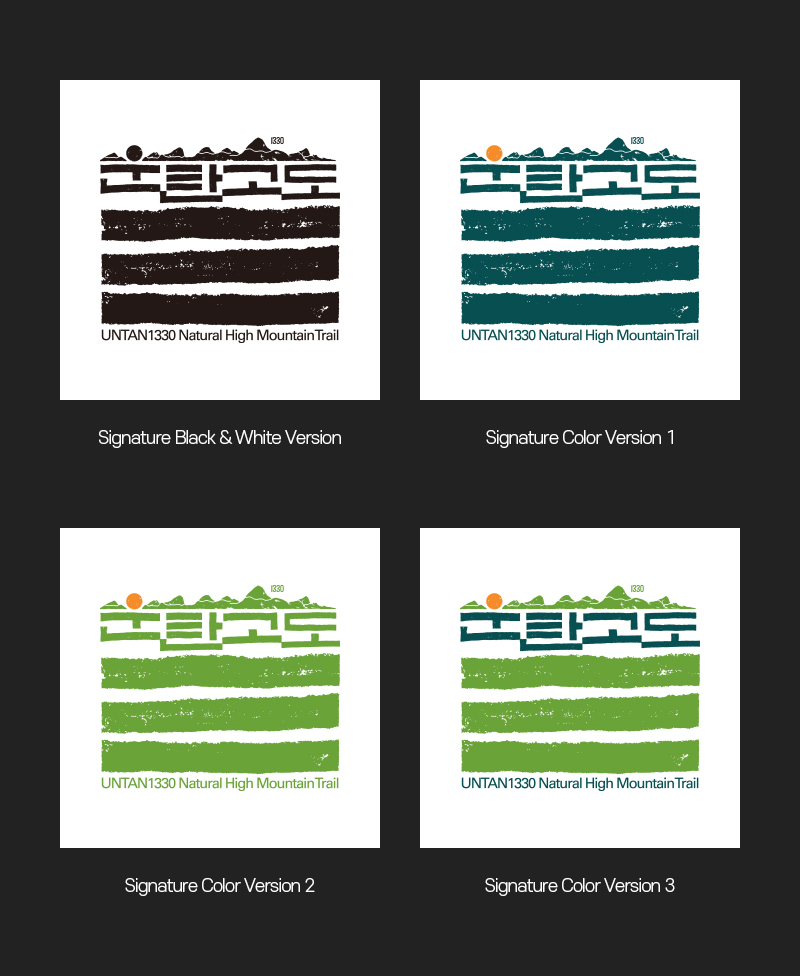 1330
운탄고도
UNTAN1330 Natural High Mountain Trail
Signature Black & White Version
1330
운탄고도
UNTAN1330 Natural High Mountain Trail
Signature Color Version 1
1330
운탄고도
UNTAN1330 Natural High Mountain Trail
Signature Color Version 2
1330
운탄고도
UNTAN1330 Natural High Mountain Trail
Signature Color Version 3